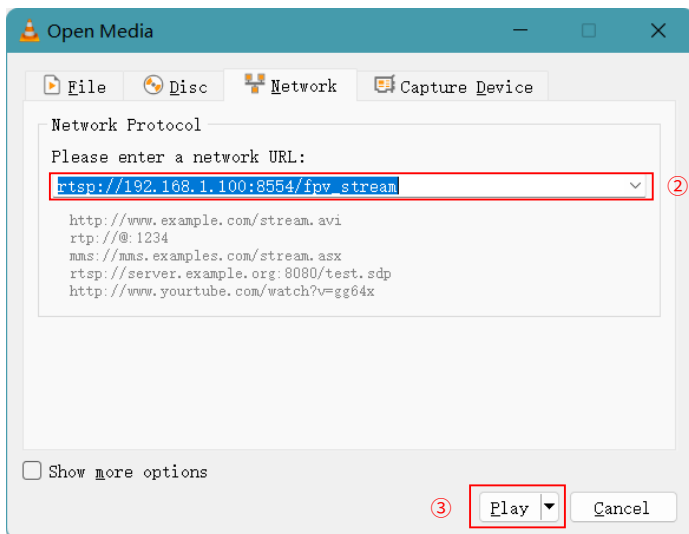 Open Media
File Disc Network Capture Device
Network Protocol
Please enter a network URL:
rtsp://192.168.1.100:8554/fpv_stream ②
http://www.example.com/stream.avi
rtp://@:1234
mms://mms.examples.com/stream.asx
rtsp://server.example.org:8080/test.sdp
http://www.yourtube.com/watch?v=gg64x
Show more options
③ Play Cancel